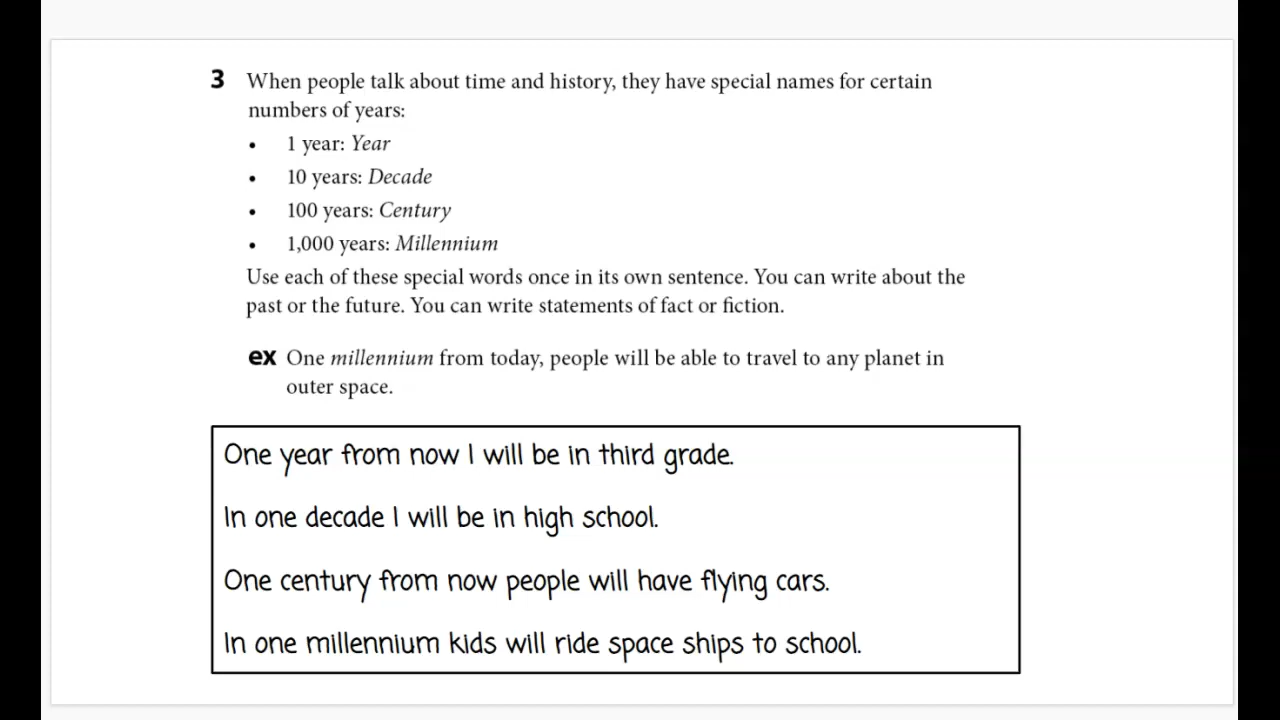 3 When people talk about time and history, they have special names for certain
numbers of years:
• 1 year: Year
• 10 years: Decade
• 100 years: Century
• 1,000 years: Millennium
Use each of these special words once in its own sentence. You can write about the
past or the future. You can write statements of fact or fiction.
ex One millennium from today, people will be able to travel to any planet in
outer space.
One year from now I will be in third grade.
In one decade I will be in high school.
One century from now people will have flying cars.
In one millennium kids will ride space ships to school.